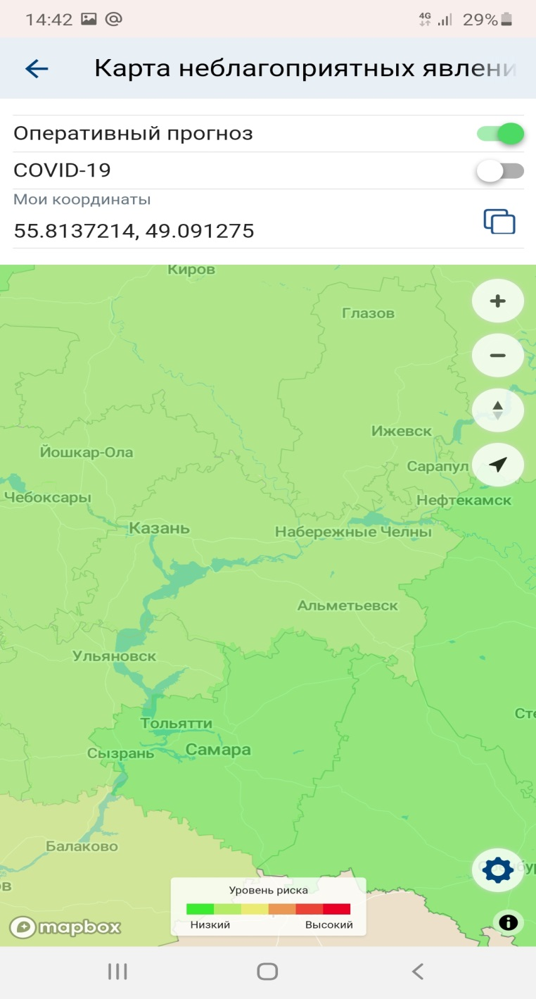 14:42 @ 4G 29%
Карта неблагоприятных явлени
Оперативный прогноз
COVID-19
Мои координаты
55.8137214, 49.091275
Киров
Глазов
Ижевск
Йошкар-Ола
Сарапул
Чебоксары
Нефтекамск
Казань
Набережные Челны
Альметьевск
Ульяновск
Сте
Тольятти
Самара
Сызрань
Балаково
Оренбур
в
Уровень риска
Низкий Высокий
mapbox